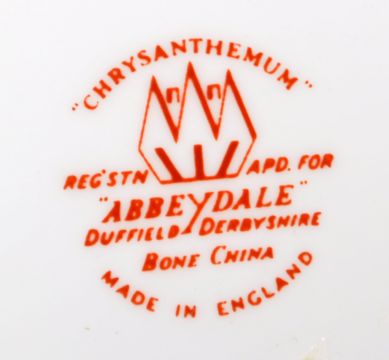 "CHRYSANTHEMUM"
REG'STN APD. FOR
"ABBEYDALE"
DUFFIELD DERBYSHIRE
BONE CHINA
MADE IN ENGLAND